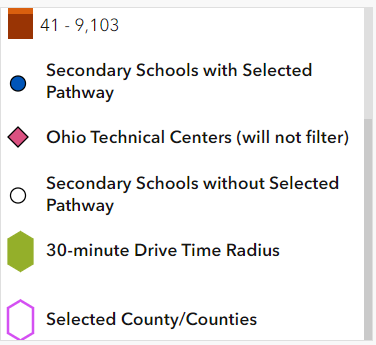 41 - 9,103
Secondary Schools with Selected
Pathway
Ohio Technical Centers (will not filter)
Secondary Schools without Selected
Pathway
30-minute Drive Time Radius
Selected County/Counties